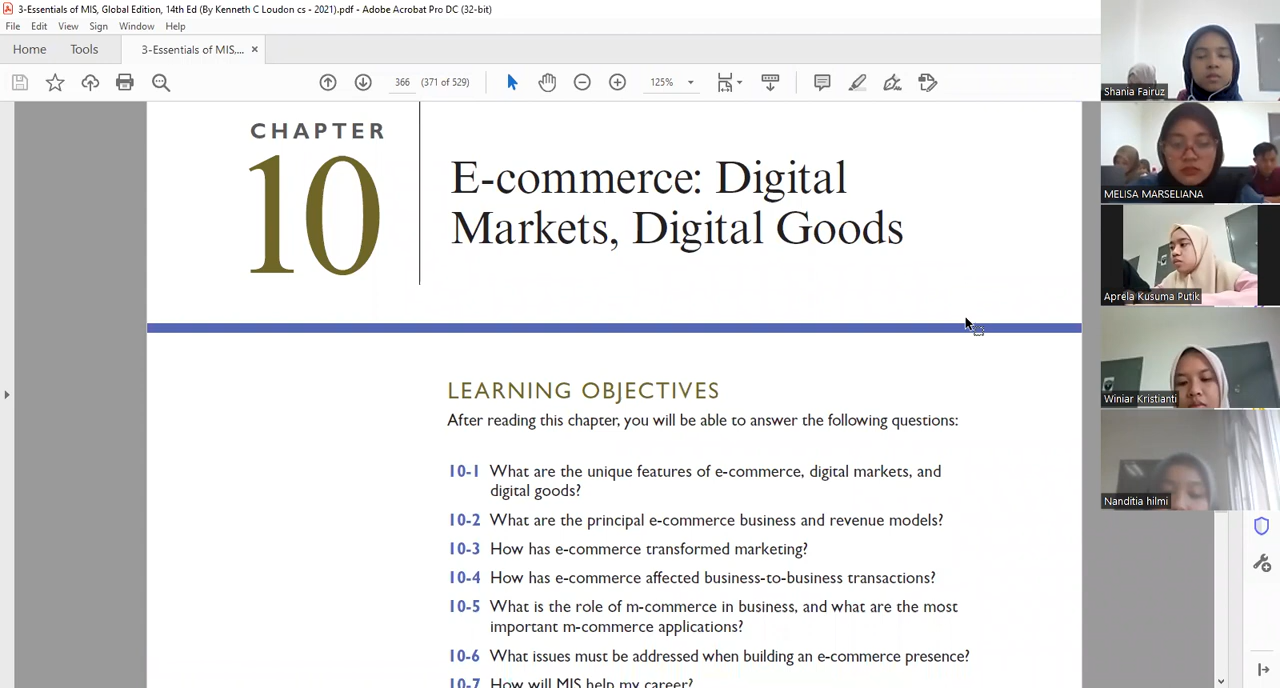 3-Essentials of MIS, Global Edition, 14th Ed (By Kenneth C Loudon cs - 2021).pdf - Adobe Acrobat Pro DC (32-bit)
File Edit View Sign Window Help
Home Tools 3-Essentials of MIS,... ×
366 (371 of 529) 125%
CHAPTER
10
E-commerce: Digital
Markets, Digital Goods
LEARNING OBJECTIVES
After reading this chapter, you will be able to answer the following questions:
10-1 What are the unique features of e-commerce, digital markets, and
digital goods?
10-2 What are the principal e-commerce business and revenue models?
10-3 How has e-commerce transformed marketing?
10-4 How has e-commerce affected business-to-business transactions?
10-5 What is the role of m-commerce in business, and what are the most
important m-commerce applications?
10-6 What issues must be addressed when building an e-commerce presence?
10-7 How will MIS help my career?
Shania Fairuz
MELISA MARSELIANA
Aprela Kusuma Putik
Winiar Kristianti
Nanditia hilmi